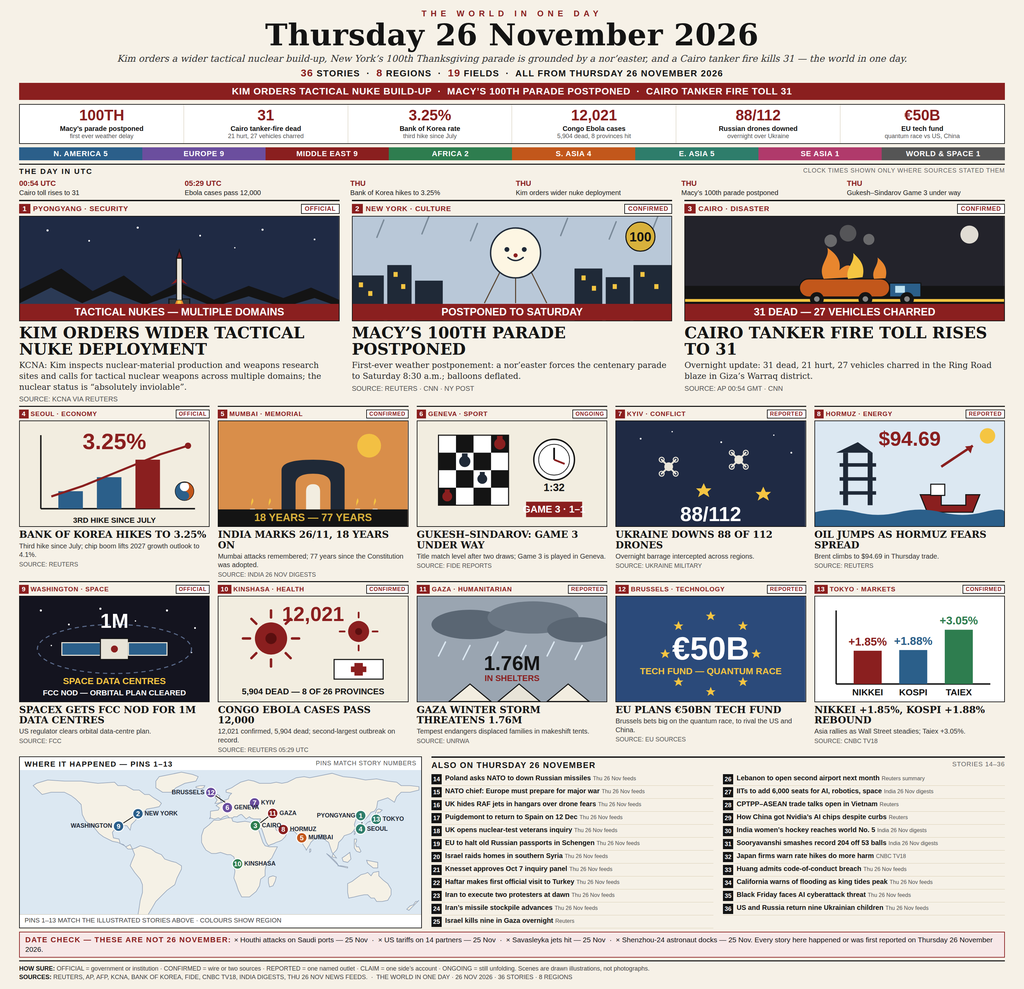 THE WORLD IN ONE DAY
Thursday 26 November 2026
Kim orders a wider tactical nuclear build-up, New York's 100th Thanksgiving parade is grounded by a nor'easter, and a Cairo tanker fire kills 31 — the world in one day.
36 STORIES · 8 REGIONS · 19 FIELDS · ALL FROM THURSDAY 26 NOVEMBER 2026
KIM ORDERS TACTICAL NUKE BUILD-UP · MACY'S 100TH PARADE POSTPONED · CAIRO TANKER FIRE TOLL 31
100TH
Macy's parade postponed
first ever weather delay
31
Cairo tanker-fire dead
21 hurt, 27 vehicles charred
3.25%
Bank of Korea rate
third hike since July
12,021
Congo Ebola cases
5,904 dead, 8 provinces hit
88/112
Russian drones downed
overnight over Ukraine
€50B
EU tech fund
quantum race vs US, China
N. AMERICA 5
EUROPE 9
MIDDLE EAST 9
AFRICA 2
S. ASIA 4
E. ASIA 5
SE ASIA 1
WORLD & SPACE 1
THE DAY IN UTC
CLOCK TIMES SHOWN ONLY WHERE SOURCES STATED THEM
00:54 UTC
Cairo toll rises to 31
05:29 UTC
Ebola cases pass 12,000
THU
Bank of Korea hikes to 3.25%
THU
Kim orders wider nuke deployment
THU
Macy's 100th parade postponed
THU
Gukesh–Sindarov Game 3 under way
1 PYONGYANG · SECURITY
OFFICIAL
TACTICAL NUKES — MULTIPLE DOMAINS
KIM ORDERS WIDER TACTICAL
NUKE DEPLOYMENT
KCNA: Kim inspects nuclear-material production and weapons research
sites and calls for tactical nuclear weapons across multiple domains; the
nuclear status is "absolutely inviolable".
SOURCE: KCNA VIA REUTERS
2 NEW YORK · CULTURE
CONFIRMED
100
POSTPONED TO SATURDAY
MACY'S 100TH PARADE
POSTPONED
First-ever weather postponement: a nor'easter forces the centenary parade
to Saturday 8:30 a.m.; balloons deflated.
SOURCE: REUTERS · CNN · NY POST
3 CAIRO · DISASTER
CONFIRMED
31 DEAD — 27 VEHICLES CHARRED
CAIRO TANKER FIRE TOLL RISES
TO 31
Overnight update: 31 dead, 21 hurt, 27 vehicles charred in the Ring Road
blaze in Giza's Warraq district.
SOURCE: AP 00:54 GMT · CNN
4 SEOUL · ECONOMY
OFFICIAL
3.25%
3RD HIKE SINCE JULY
BANK OF KOREA HIKES TO 3.25%
Third hike since July; chip boom lifts 2027 growth outlook to
4.1%.
SOURCE: REUTERS
5 MUMBAI · MEMORIAL
CONFIRMED
18 YEARS — 77 YEARS
INDIA MARKS 26/11, 18 YEARS
ON
Mumbai attacks remembered; 77 years since the Constitution
was adopted.
SOURCE: INDIA 26 NOV DIGESTS
6 GENEVA · SPORT
ONGOING
1:32
GAME 3 · 1–1
GUKESH–SINDAROV: GAME 3
UNDER WAY
Title match level after two draws; Game 3 is played in Geneva.
SOURCE: FIDE REPORTS
7 KYIV · CONFLICT
REPORTED
88/112
UKRAINE DOWNS 88 OF 112
DRONES
Overnight barrage intercepted across regions.
SOURCE: UKRAINE MILITARY
8 HORMUZ · ENERGY
REPORTED
$94.69
OIL JUMPS AS HORMUZ FEARS
SPREAD
Brent climbs to $94.69 in Thursday trade.
SOURCE: REUTERS
9 WASHINGTON · SPACE
OFFICIAL
1M
SPACE DATA CENTRES
FCC NOD — ORBITAL PLAN CLEARED
SPACEX GETS FCC NOD FOR 1M
DATA CENTRES
US regulator clears orbital data-centre plan.
SOURCE: FCC
10 KINSHASA · HEALTH
CONFIRMED
12,021
5,904 DEAD — 8 OF 26 PROVINCES
CONGO EBOLA CASES PASS
12,000
12,021 confirmed, 5,904 dead; second-largest outbreak on
record.
SOURCE: REUTERS 05:29 UTC
11 GAZA · HUMANITARIAN
REPORTED
1.76M
IN SHELTERS
GAZA WINTER STORM
THREATENS 1.76M
Tempest endangers displaced families in makeshift tents.
SOURCE: UNRWA
12 BRUSSELS · TECHNOLOGY
REPORTED
€50B
TECH FUND — QUANTUM RACE
EU PLANS €50BN TECH FUND
Brussels bets big on the quantum race, to rival the US and
China.
SOURCE: EU SOURCES
13 TOKYO · MARKETS
CONFIRMED
+1.85%
+1.88%
+3.05%
NIKKEI
KOSPI
TAIEX
NIKKEI +1.85%, KOSPI +1.88%
REBOUND
Asia rallies as Wall Street steadies; Taiex +3.05%.
SOURCE: CNBC TV18
WHERE IT HAPPENED — PINS 1–13
PINS MATCH STORY NUMBERS
BRUSSELS 12
6 GENEVA
7 KYIV
2 NEW YORK
WASHINGTON 9
11 GAZA
3 CAIRO
8 HORMUZ
5 MUMBAI
PYONGYANG 1
13 TOKYO
4 SEOUL
10 KINSHASA
PINS 1–13 MATCH THE ILLUSTRATED STORIES ABOVE · COLOURS SHOW REGION
ALSO ON THURSDAY 26 NOVEMBER
STORIES 14–36
14 Poland asks NATO to down Russian missiles Thu 26 Nov feeds
15 NATO chief: Europe must prepare for major war Thu 26 Nov feeds
16 UK hides RAF jets in hangars over drone fears Thu 26 Nov feeds
17 Puigdemont to return to Spain on 12 Dec Thu 26 Nov feeds
18 UK opens nuclear-test veterans inquiry Thu 26 Nov feeds
19 EU to halt old Russian passports in Schengen Thu 26 Nov feeds
20 Israel raids homes in southern Syria Thu 26 Nov feeds
21 Knesset approves Oct 7 inquiry panel Thu 26 Nov feeds
22 Haftar makes first official visit to Turkey Thu 26 Nov feeds
23 Iran to execute two protesters at dawn Thu 26 Nov feeds
24 Iran's missile stockpile advances Thu 26 Nov feeds
25 Israel kills nine in Gaza overnight Reuters
26 Lebanon to open second airport next month Reuters summary
27 IITs to add 6,000 seats for AI, robotics, space India 26 Nov digests
28 CPTPP–ASEAN trade talks open in Vietnam Reuters
29 How China got Nvidia's AI chips despite curbs Reuters
30 India women's hockey reaches world No. 5 India 26 Nov digests
31 Sooryavanshi smashes record 204 off 53 balls India 26 Nov digests
32 Japan firms warn rate hikes do more harm CNBC TV18
33 Huang admits code-of-conduct breach Thu 26 Nov feeds
34 California warns of flooding as king tides peak Thu 26 Nov feeds
35 Black Friday faces AI cyberattack threat Thu 26 Nov feeds
36 US and Russia return nine Ukrainian children Thu 26 Nov feeds
DATE CHECK — THESE ARE NOT 26 NOVEMBER: × Houthi attacks on Saudi ports — 25 Nov · × US tariffs on 14 partners — 25 Nov · × Savasleyka jets hit — 25 Nov · × Shenzhou-24 astronaut docks — 25 Nov. Every story here happened or was first reported on Thursday 26 November
2026.
HOW SURE: OFFICIAL = government or institution · CONFIRMED = wire or two sources · REPORTED = one named outlet · CLAIM = one side's account · ONGOING = still unfolding. Scenes are drawn illustrations, not photographs.
SOURCES: REUTERS, AP, AFP, KCNA, BANK OF KOREA, FIDE, CNBC TV18, INDIA DIGESTS, THU 26 NOV NEWS FEEDS. · THE WORLD IN ONE DAY · 26 NOV 2026 · 36 STORIES · 8 REGIONS